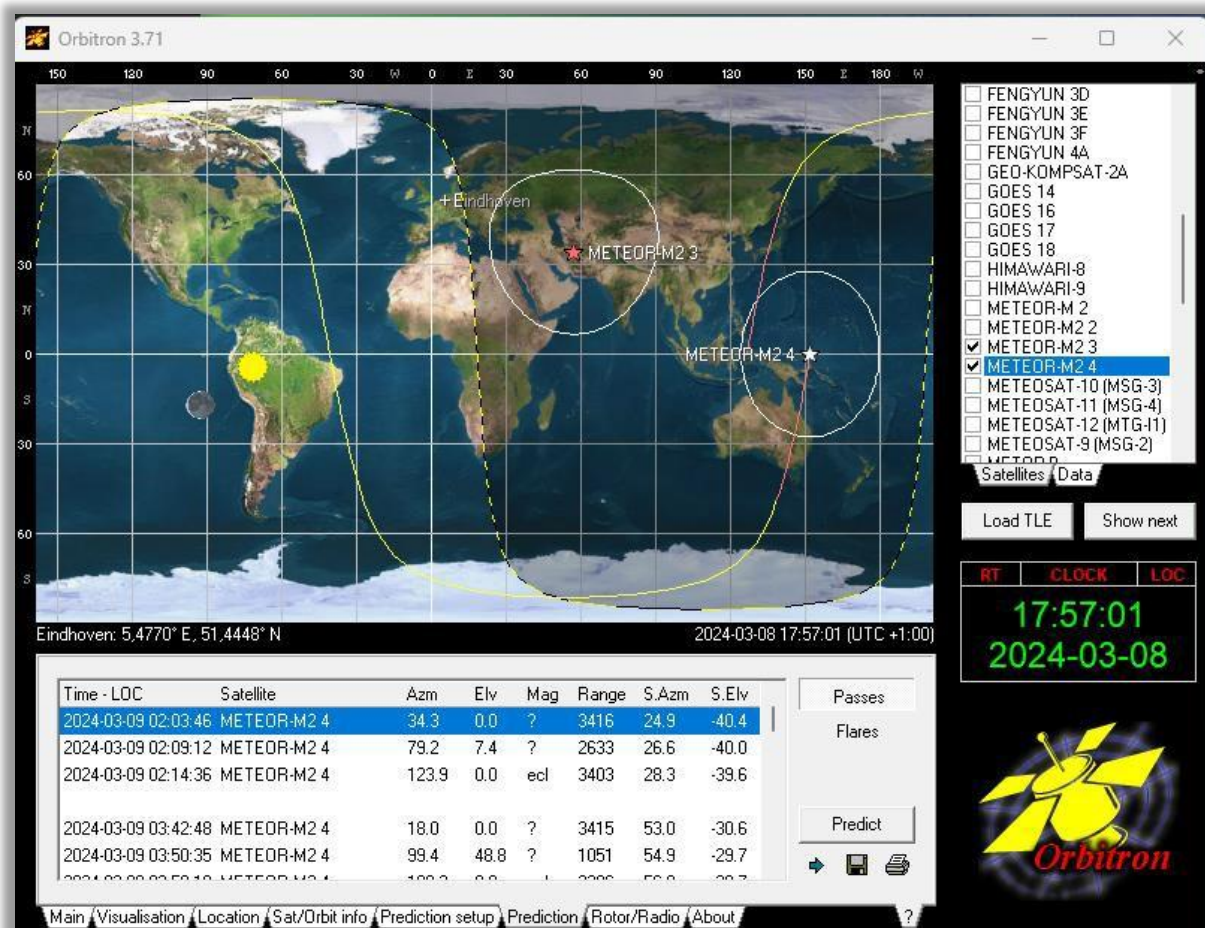 Orbitron 3.71
150 120 90 60 30 W 0 E 30 60 90 120 150 E 180 W
N
60
30
N
0
S
30
60
S
+Eindhoven
METEOR-M2 3
METEOR-M2 4
Eindhoven: 5,4770° E, 51,4448° N
2024-03-08 17:57:01 (UTC +1:00)
FENGYUN 3D
FENGYUN 3E
FENGYUN 3F
FENGYUN 4A
GEO-KOMPSAT-2A
GOES 14
GOES 16
GOES 17
GOES 18
HIMAWARI-8
HIMAWARI-9
METEOR-M 2
METEOR-M2 2
METEOR-M2 3
METEOR-M2 4
METEOSAT-10 (MSG-3)
METEOSAT-11 (MSG-4)
METEOSAT-12 (MTG-I1)
METEOSAT-9 (MSG-2)
Satellites Data
Load TLE Show next
RT CLOCK LOC
17:57:01
2024-03-08
Time - LOC Satellite Azm Elv Mag Range S.Azm S.Elv
2024-03-09 02:03:46 METEOR-M2 4 34.3 0.0 ? 3416 24.9 -40.4
2024-03-09 02:09:12 METEOR-M2 4 79.2 7.4 ? 2633 26.6 -40.0
2024-03-09 02:14:36 METEOR-M2 4 123.9 0.0 ecl 3403 28.3 -39.6
2024-03-09 03:42:48 METEOR-M2 4 18.0 0.0 ? 3415 53.0 -30.6
2024-03-09 03:50:35 METEOR-M2 4 99.4 48.8 ? 1051 54.9 -29.7
Passes
Flares
Predict
Orbitron
Main Visualisation Location Sat/Orbit info Prediction setup Prediction Rotor/Radio About ?